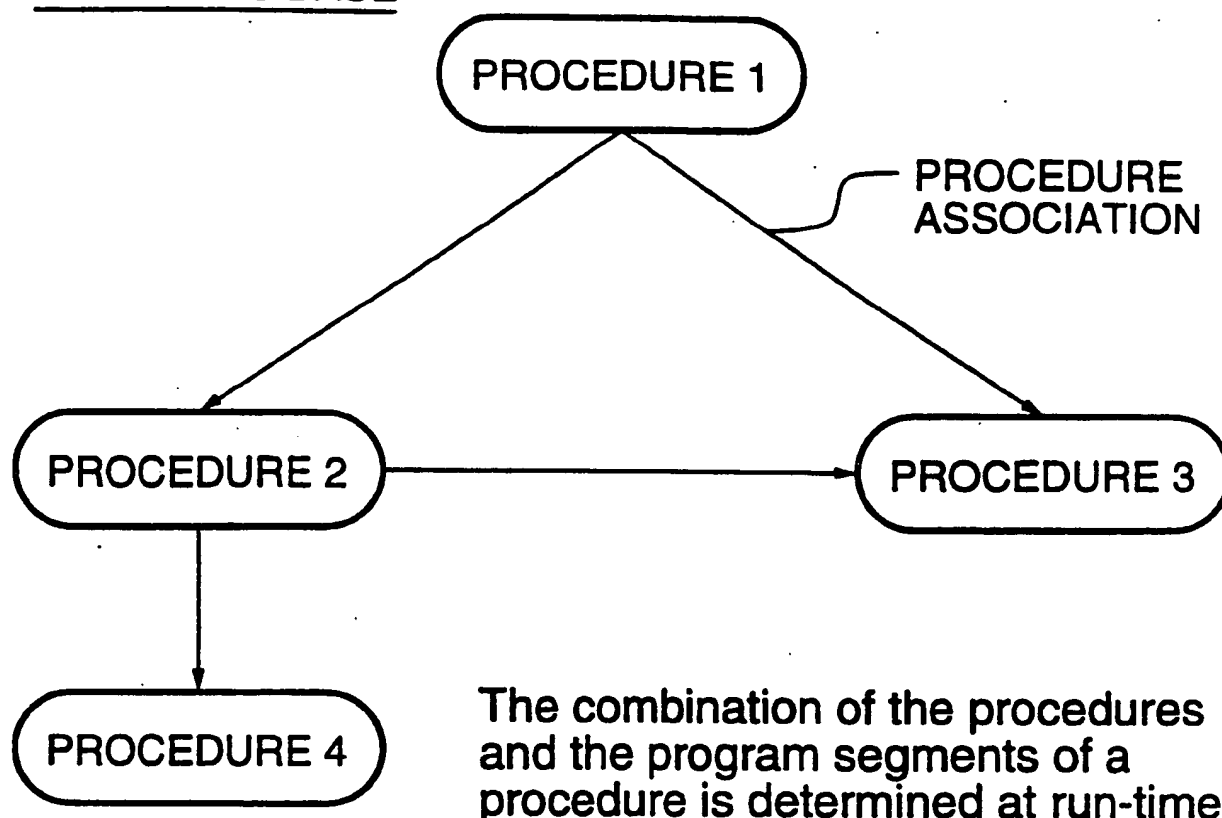 PROCEDURE 1
PROCEDURE
ASSOCIATION
PROCEDURE 2
PROCEDURE 3
PROCEDURE 4
The combination of the procedures
and the program segments of a
procedure is determined at run-time